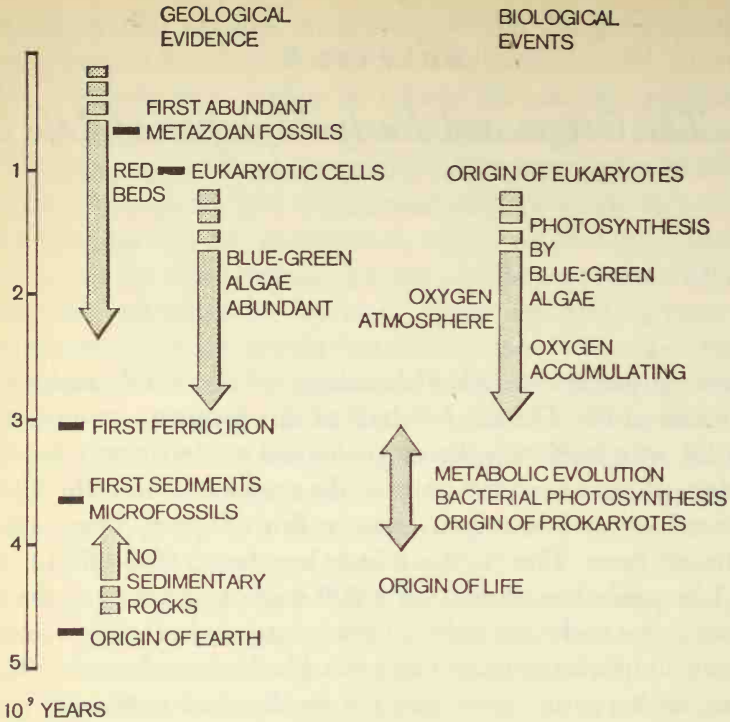 GEOLOGICAL
EVIDENCE
BIOLOGICAL
EVENTS
FIRST ABUNDANT
METAZOAN FOSSILS
1
RED
BEDS
EUKARYOTIC CELLS
ORIGIN OF EUKARYOTES
BLUE-GREEN
ALGAE
ABUNDANT
PHOTOSYNTHESIS
BY
BLUE-GREEN
ALGAE
2
OXYGEN
ATMOSPHERE
OXYGEN
ACCUMULATING
3
FIRST FERRIC IRON
FIRST SEDIMENTS
MICROFOSSILS
METABOLIC EVOLUTION
BACTERIAL PHOTOSYNTHESIS
ORIGIN OF PROKARYOTES
4
NO
SEDIMENTARY
ROCKS
ORIGIN OF LIFE
ORIGIN OF EARTH
5
10⁹ YEARS